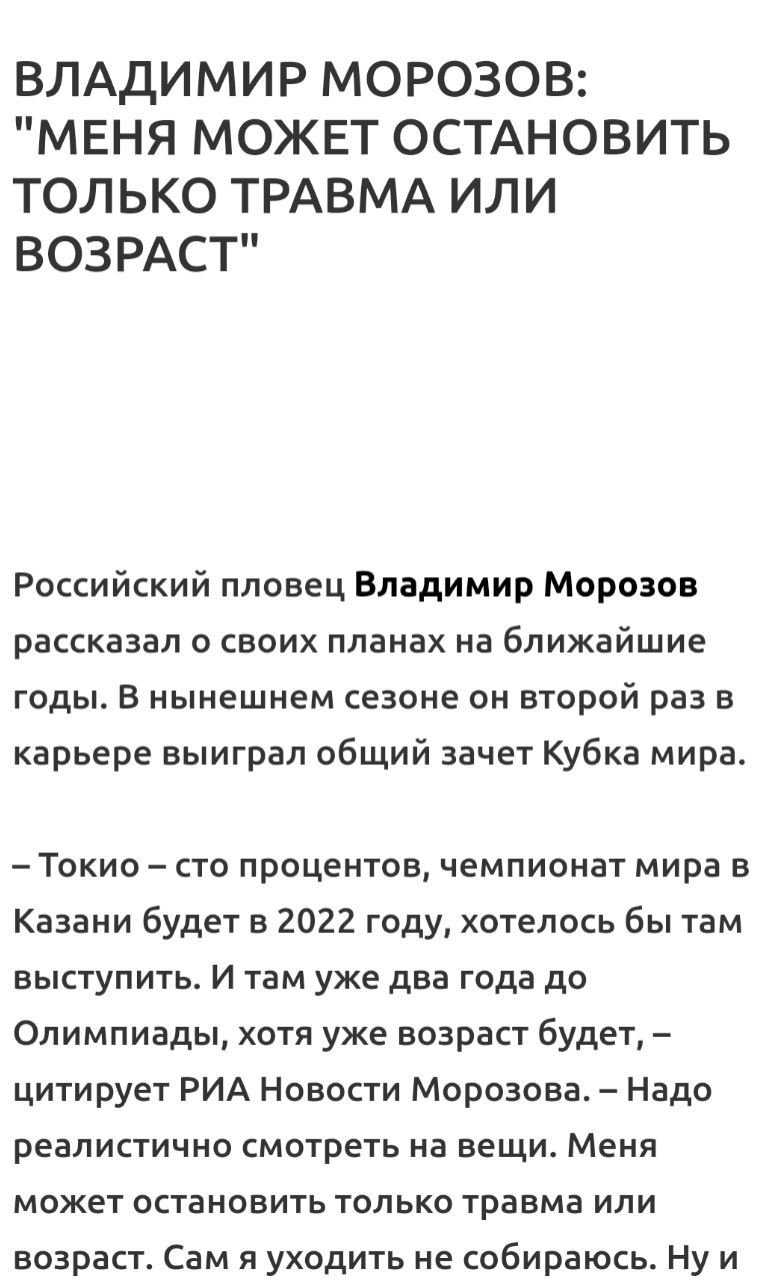 ВЛАДИМИР МОРОЗОВ:
"МЕНЯ МОЖЕТ ОСТАНОВИТЬ
ТОЛЬКО ТРАВМА ИЛИ
ВОЗРАСТ"
Российский пловец Владимир Морозов
рассказал о своих планах на ближайшие
годы. В нынешнем сезоне он второй раз в
карьере выиграл общий зачет Кубка мира.
– Токио – сто процентов, чемпионат мира в
Казани будет в 2022 году, хотелось бы там
выступить. И там уже два года до
Олимпиады, хотя уже возраст будет, –
цитирует РИА Новости Морозова. – Надо
реалистично смотреть на вещи. Меня
может остановить только травма или
возраст. Сам я уходить не собираюсь. Ну и